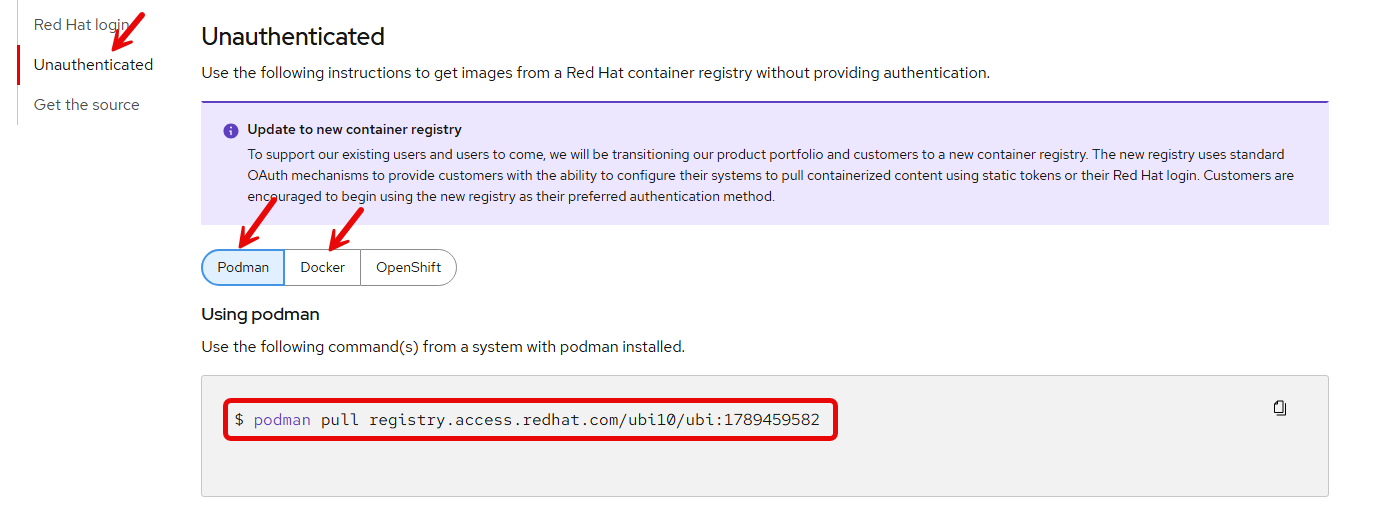 Red Hat login
Unauthenticated
Get the source
Unauthenticated
Use the following instructions to get images from a Red Hat container registry without providing authentication.
Update to new container registry
To support our existing users and users to come, we will be transitioning our product portfolio and customers to a new container registry. The new registry uses standard
OAuth mechanisms to provide customers with the ability to configure their systems to pull containerized content using static tokens or their Red Hat login. Customers are
encouraged to begin using the new registry as their preferred authentication method.
Podman
Docker
OpenShift
Using podman
Use the following command(s) from a system with podman installed.
$ podman pull registry.access.redhat.com/ubi10/ubi:1789459582